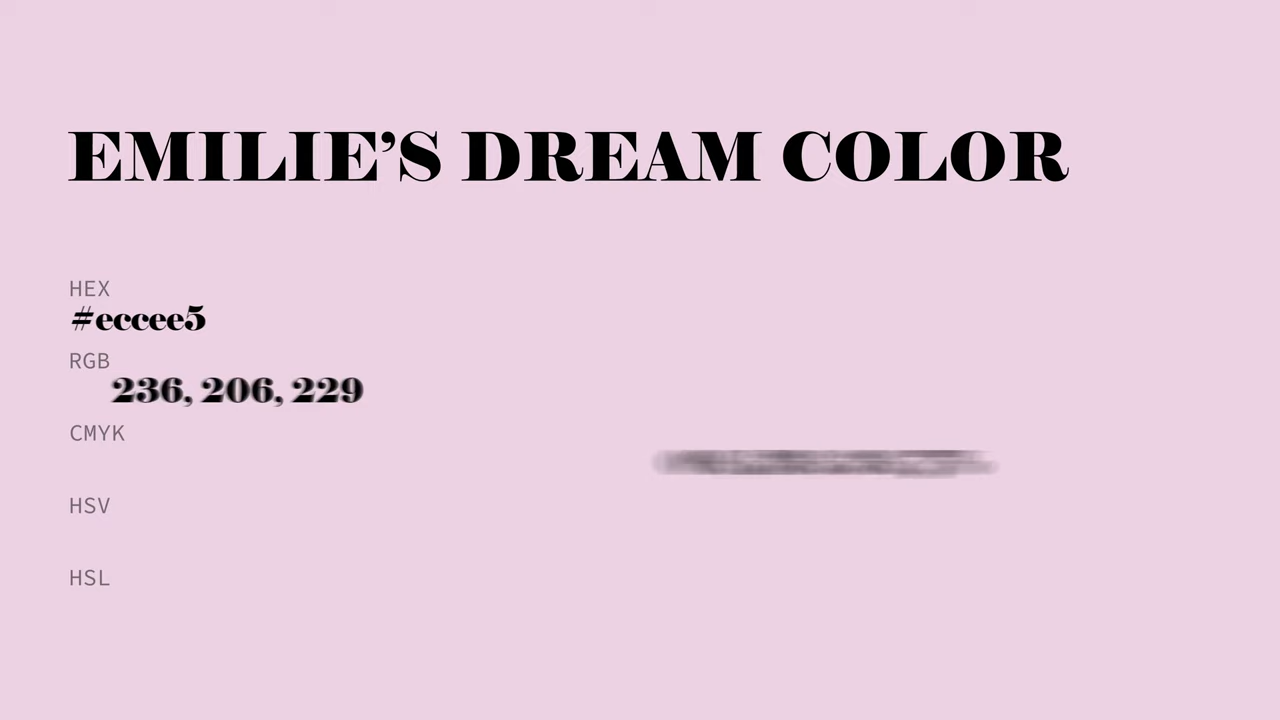 EMILIE’S DREAM COLOR
HEX
#eccee5
RGB
236, 206, 229
CMYK
HSV
HSL